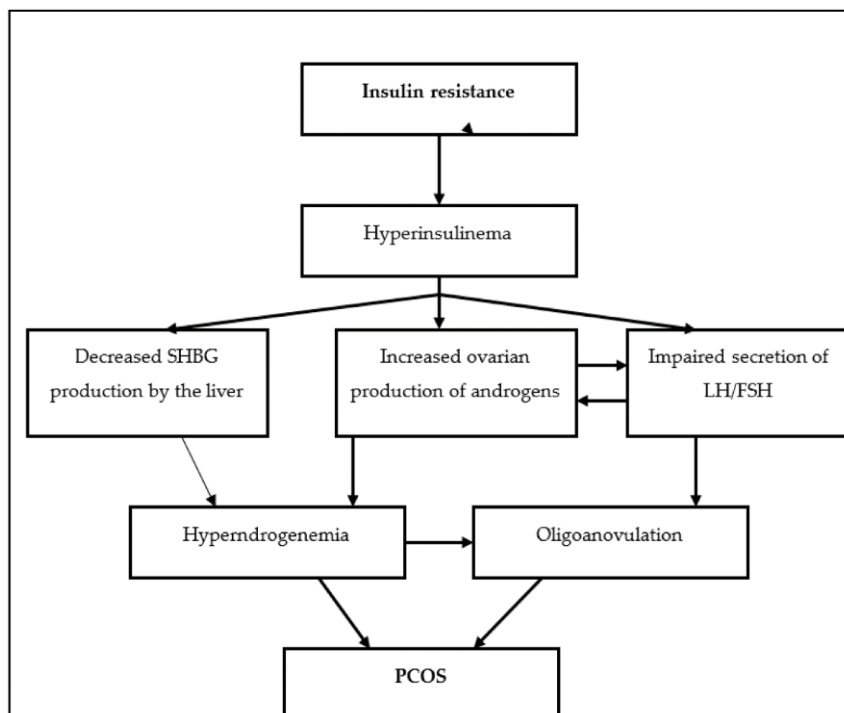 Insulin resistance
Hyperinsulinema
Decreased SHBG
production by the liver
Increased ovarian
production of androgens
Impaired secretion of
LH/FSH
Hyperndrogenemia
Oligoanovulation
PCOS